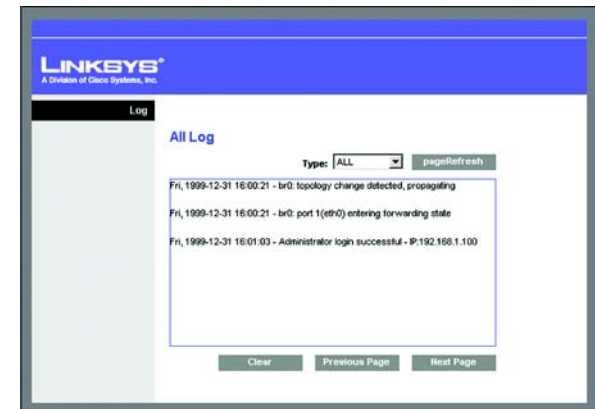 LINKSYS®
A Division of Cisco Systems, Inc.
Log
All Log
Type: ALL pageRefresh
Fri, 1999-12-31 16:00:21 - br0: topology change detected, propagating
Fri, 1999-12-31 16:00:21 - br0: port 1(eth0) entering forwarding state
Fri, 1999-12-31 16:01:03 - Administrator login successful - IP:192.168.1.100
Clear Previous Page Next Page